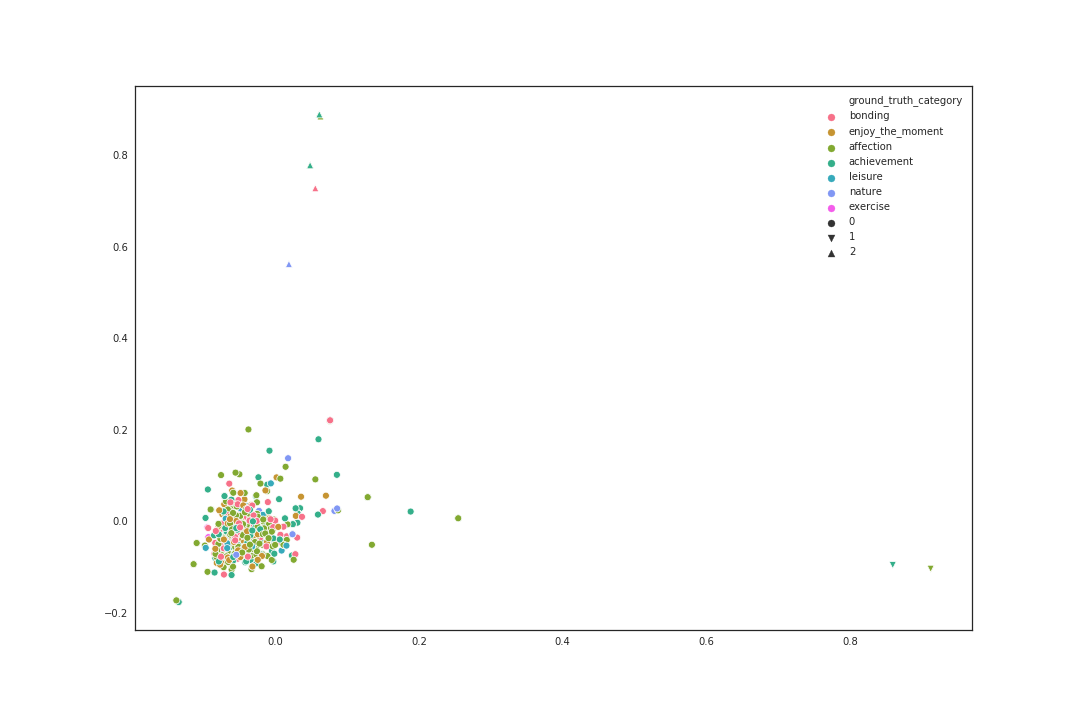 ground_truth_category
bonding
enjoy_the_moment
affection
achievement
leisure
nature
exercise
0
1
2
0.8
0.6
0.4
0.2
0.0
−0.2
0.0
0.2
0.4
0.6
0.8